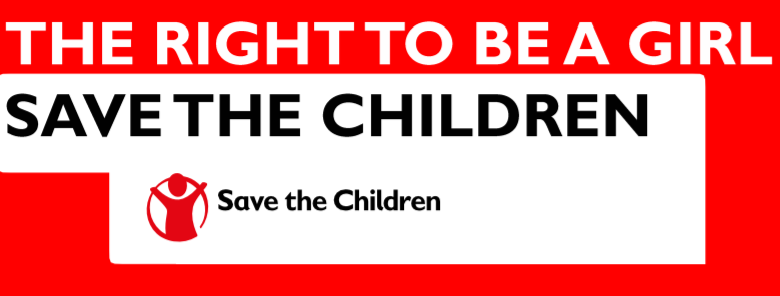 THE RIGHT TO BE A GIRL
SAVE THE CHILDREN
Save the Children